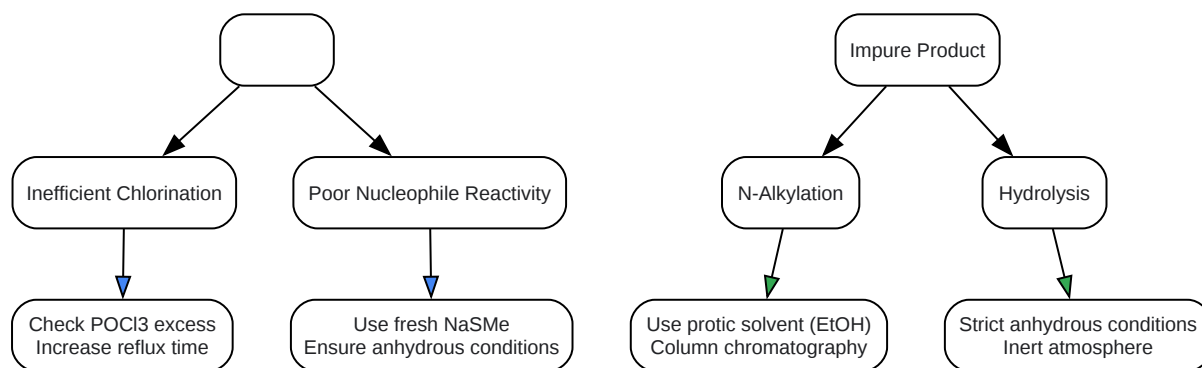 Impure Product
Inefficient Chlorination
Poor Nucleophile Reactivity
N-Alkylation
Hydrolysis
Check POCl3 excess
Increase reflux time
Use fresh NaSMe
Ensure anhydrous conditions
Use protic solvent (EtOH)
Column chromatography
Strict anhydrous conditions
Inert atmosphere